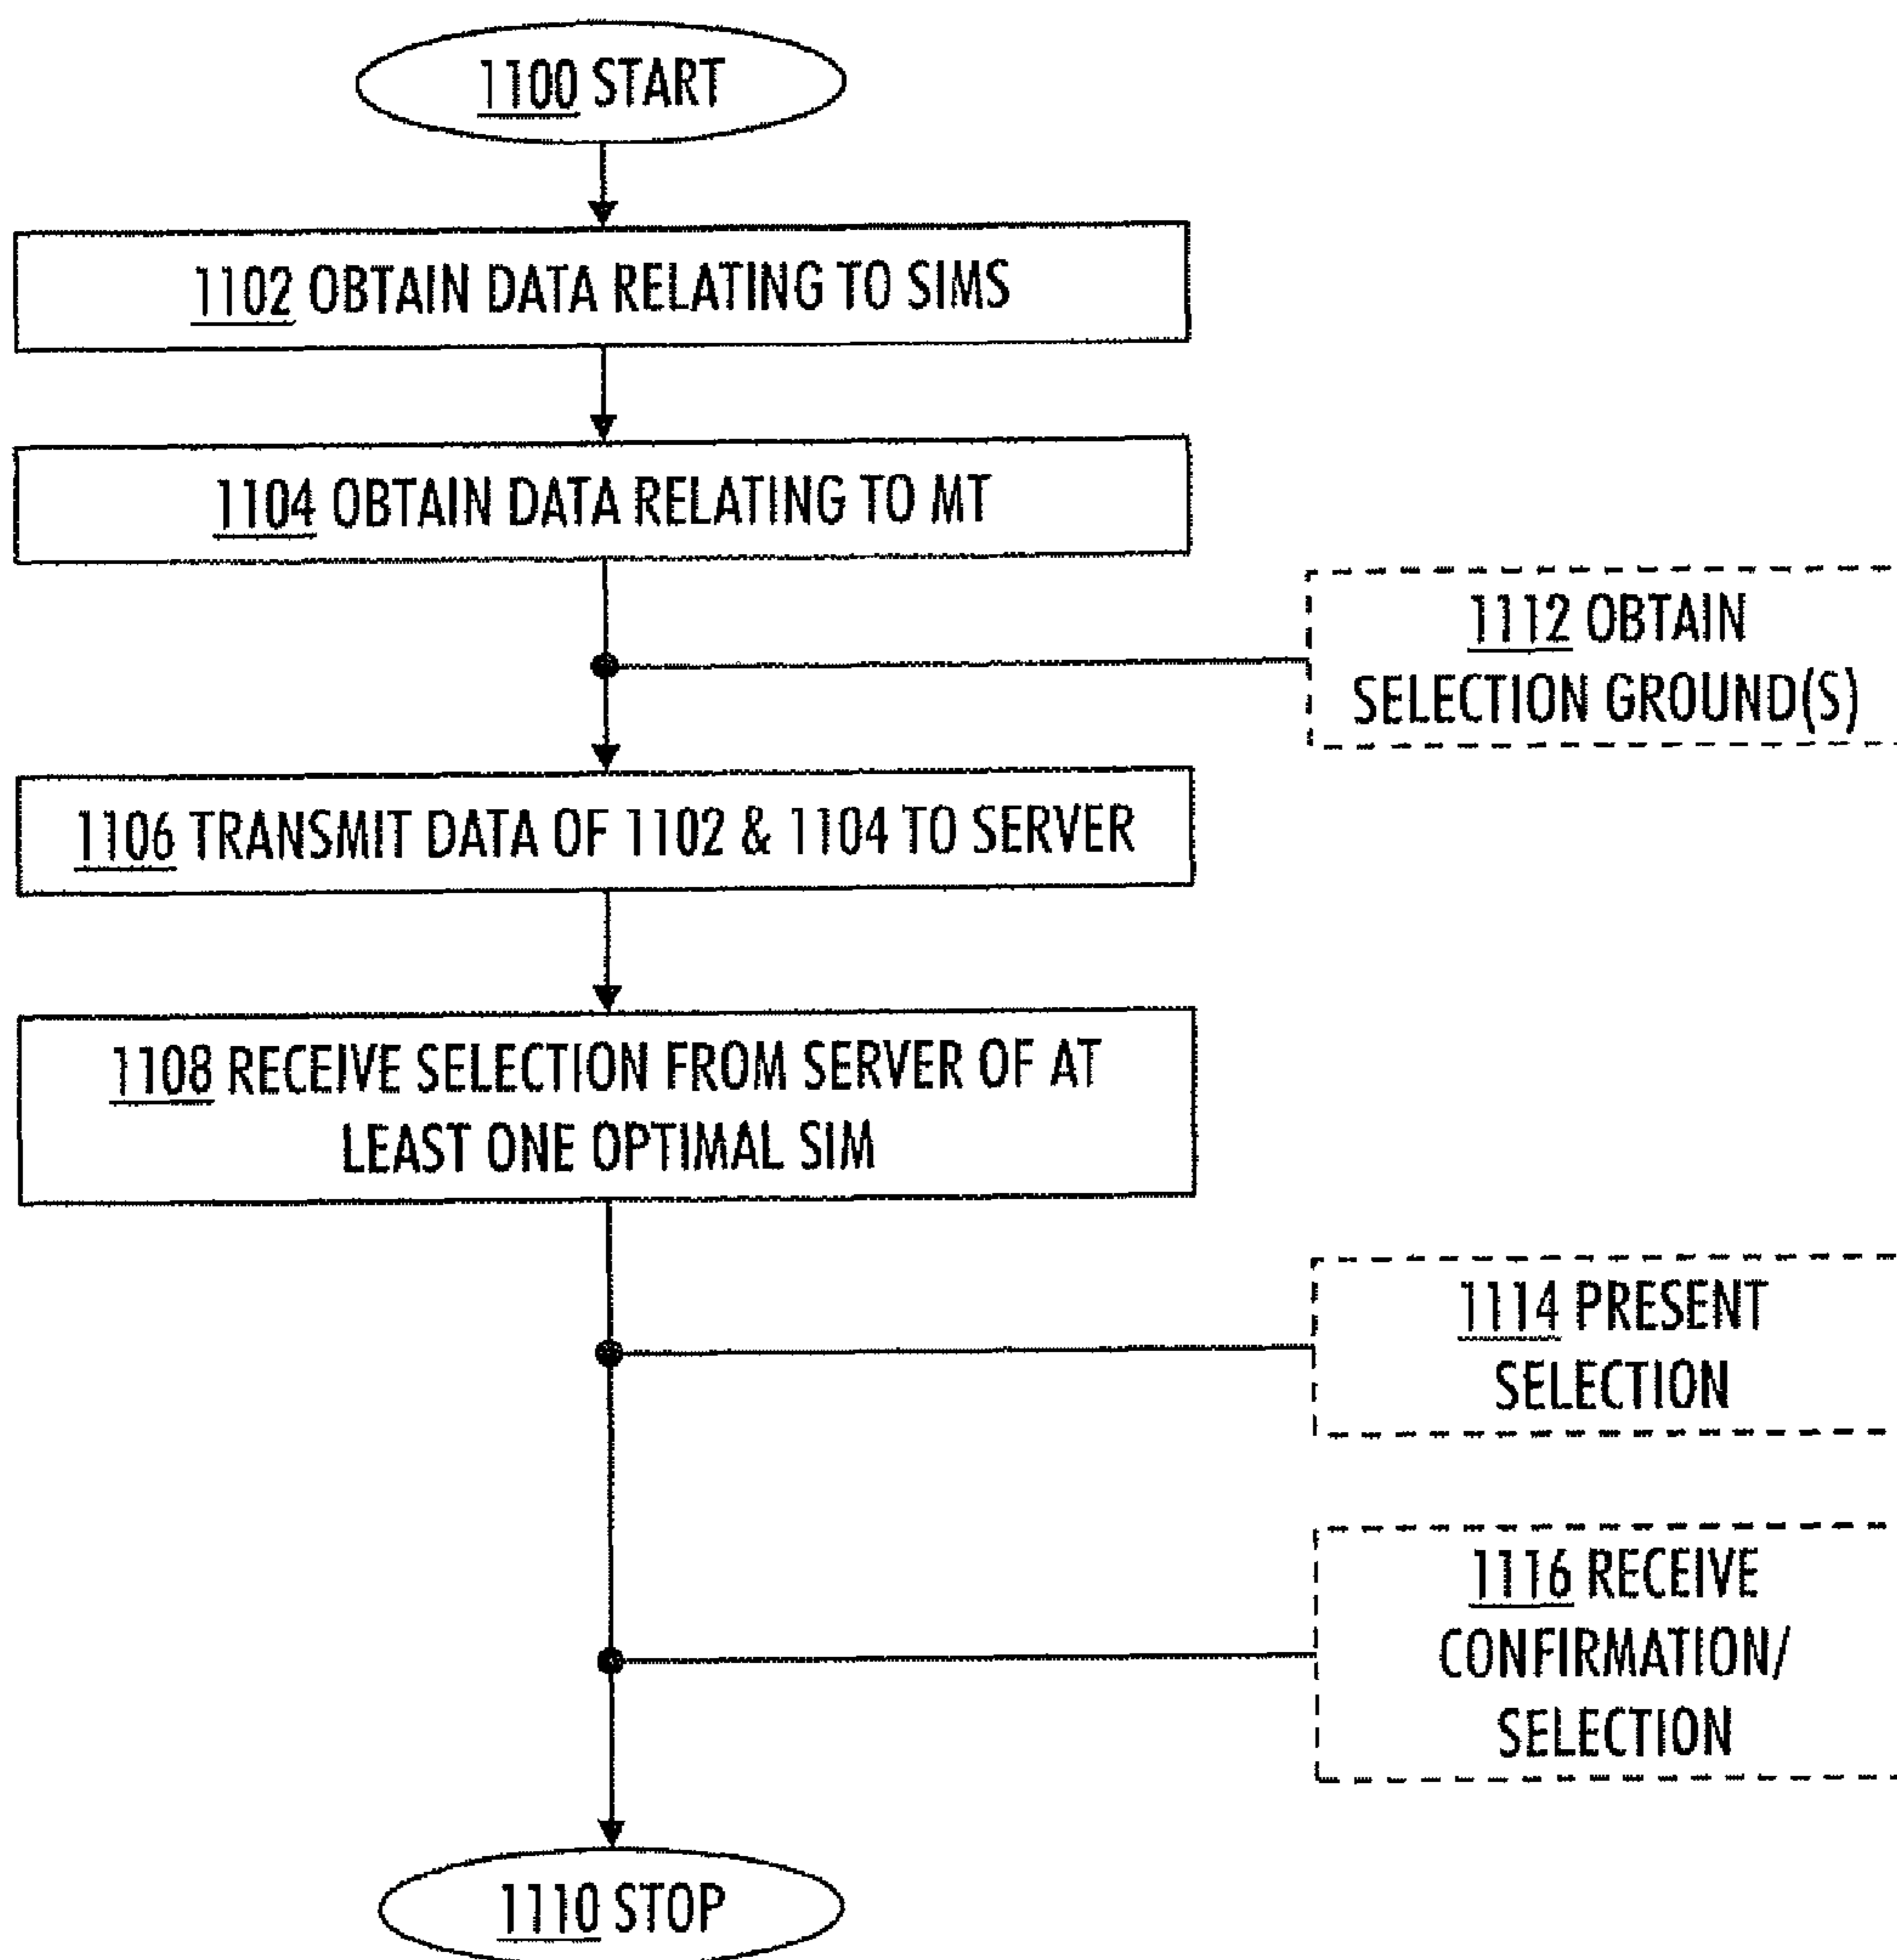 1100 START
1102 OBTAIN DATA RELATING TO SIMS
1104 OBTAIN DATA RELATING TO MT
1112 OBTAIN
SELECTION GROUND(S)
1106 TRANSMIT DATA OF 1102 & 1104 TO SERVER
1108 RECEIVE SELECTION FROM SERVER OF AT
LEAST ONE OPTIMAL SIM
1114 PRESENT
SELECTION
1116 RECEIVE
CONFIRMATION/
SELECTION
1110 STOP